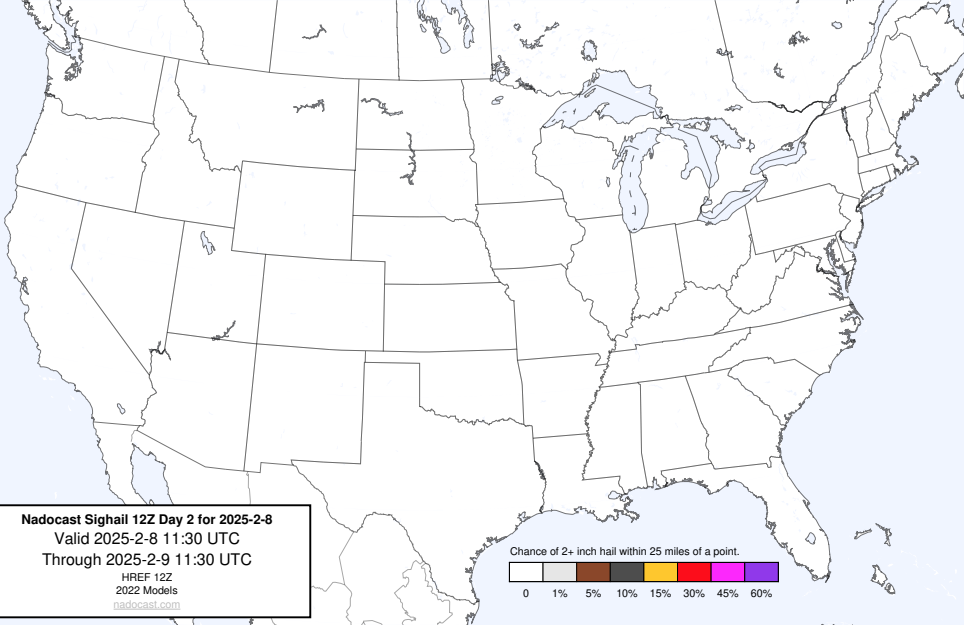 Nadocast Sighail 12Z Day 2 for 2025-2-8
Valid 2025-2-8 11:30 UTC
Through 2025-2-9 11:30 UTC
HREF 12Z
2022 Models
nadocast.com
Chance of 2+ inch hail within 25 miles of a point.
0 1% 5% 10% 15% 30% 45% 60%